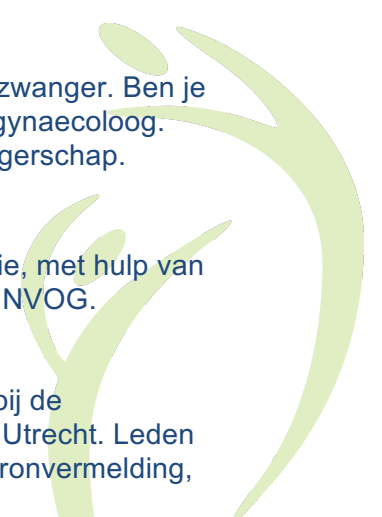 zwanger. Ben je
gynaecoloog.
gerschap.
ie, met hulp van
NVOG.
bij de
Utrecht. Leden
ronvermelding,